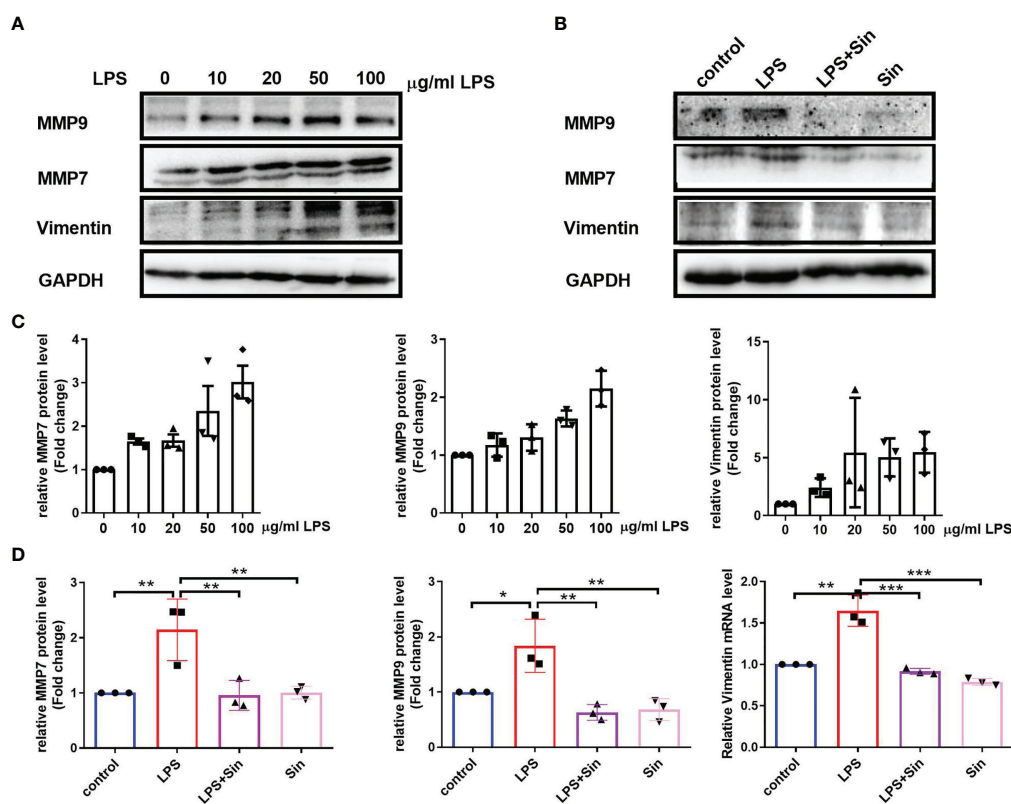 A
LPS 0 10 20 50 100 μg/ml LPS
MMP9
MMP7
Vimentin
GAPDH
B
control LPS LPS+Sin Sin
MMP9
MMP7
Vimentin
GAPDH
C
relative MMP7 protein level
(Fold change)
4
3
2
1
0
0 10 20 50 100 μg/ml LPS
relative MMP9 protein level
(Fold change)
3
2
1
0
0 10 20 50 100 μg/ml LPS
relative Vimentin protein level
(Fold change)
15
10
5
0
0 10 20 50 100 μg/ml LPS
D
relative MMP7 protein level
(Fold change)
3
2
1
0
** ** **
control LPS LPS+Sin Sin
relative MMP9 protein level
(Fold change)
3
2
1
0
* ** **
control LPS LPS+Sin Sin
Relative Vimentin mRNA level
2.0
1.5
1.0
0.5
0.0
** *** ***
control LPS LPS+Sin Sin